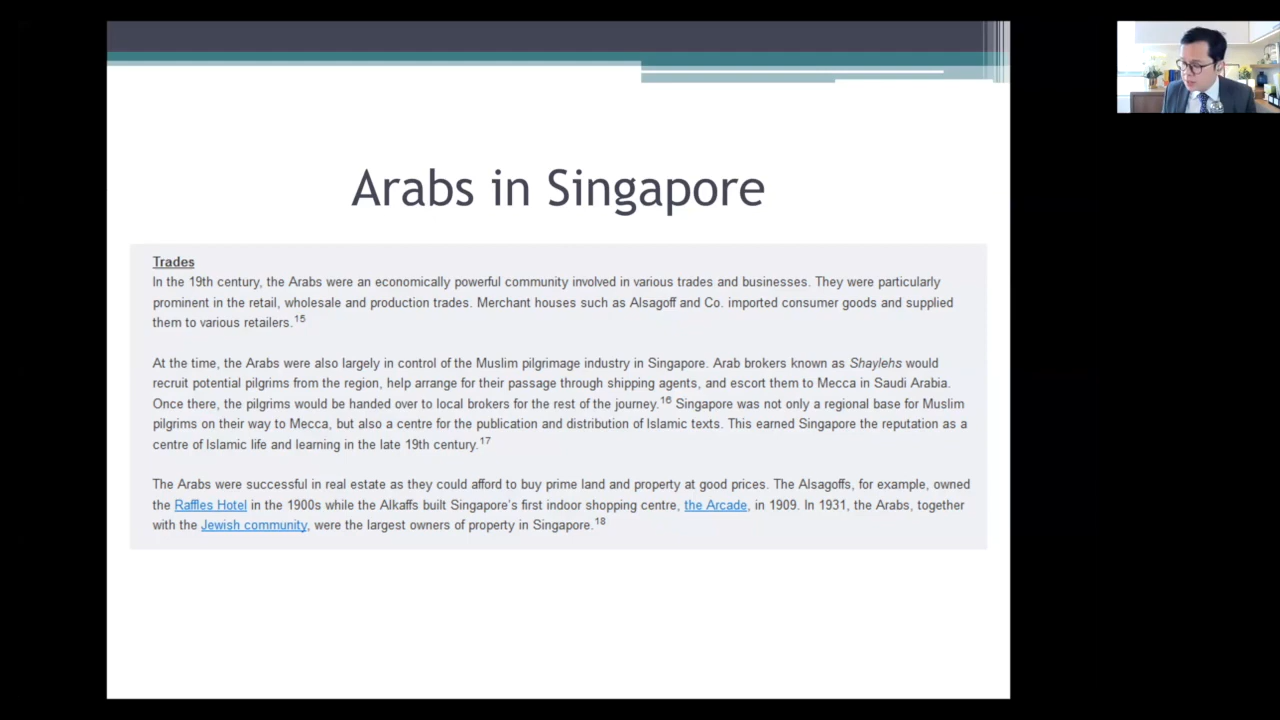 Arabs in Singapore
Trades
In the 19th century, the Arabs were an economically powerful community involved in various trades and businesses. They were particularly
prominent in the retail, wholesale and production trades. Merchant houses such as Alsagoff and Co. imported consumer goods and supplied
them to various retailers.15
At the time, the Arabs were also largely in control of the Muslim pilgrimage industry in Singapore. Arab brokers known as Shaylehs would
recruit potential pilgrims from the region, help arrange for their passage through shipping agents, and escort them to Mecca in Saudi Arabia.
Once there, the pilgrims would be handed over to local brokers for the rest of the journey.16 Singapore was not only a regional base for Muslim
pilgrims on their way to Mecca, but also a centre for the publication and distribution of Islamic texts. This earned Singapore the reputation as a
centre of Islamic life and learning in the late 19th century.17
The Arabs were successful in real estate as they could afford to buy prime land and property at good prices. The Alsagoffs, for example, owned
the Raffles Hotel in the 1900s while the Alkaffs built Singapore's first indoor shopping centre, the Arcade, in 1909. In 1931, the Arabs, together
with the Jewish community, were the largest owners of property in Singapore.18